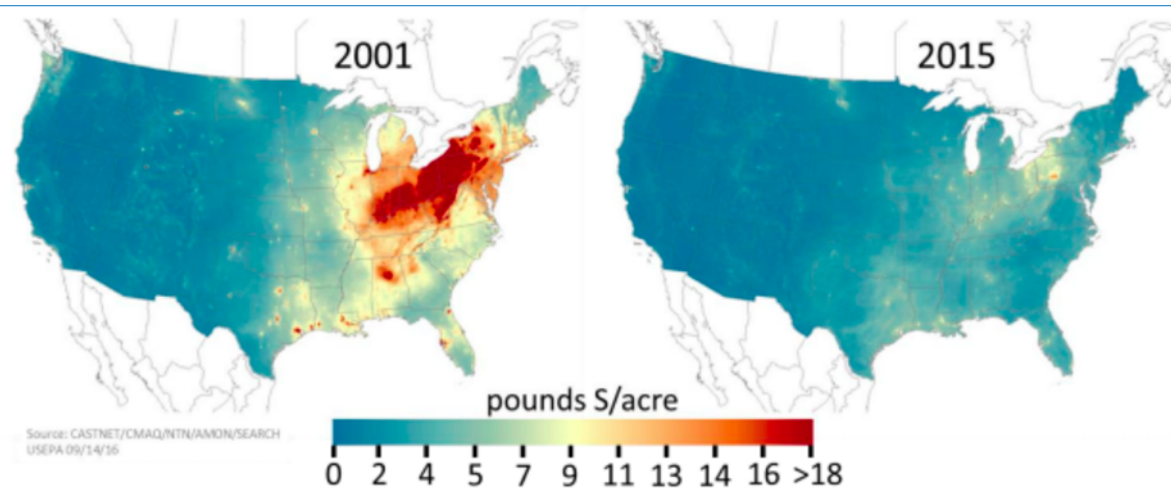 2001
2015
pounds S/acre
0 2 4 5 7 9 11 13 14 16 >18
Source: CASTNET/CMAQ/NTN/AMON/SEARCH
USEPA 09/14/16